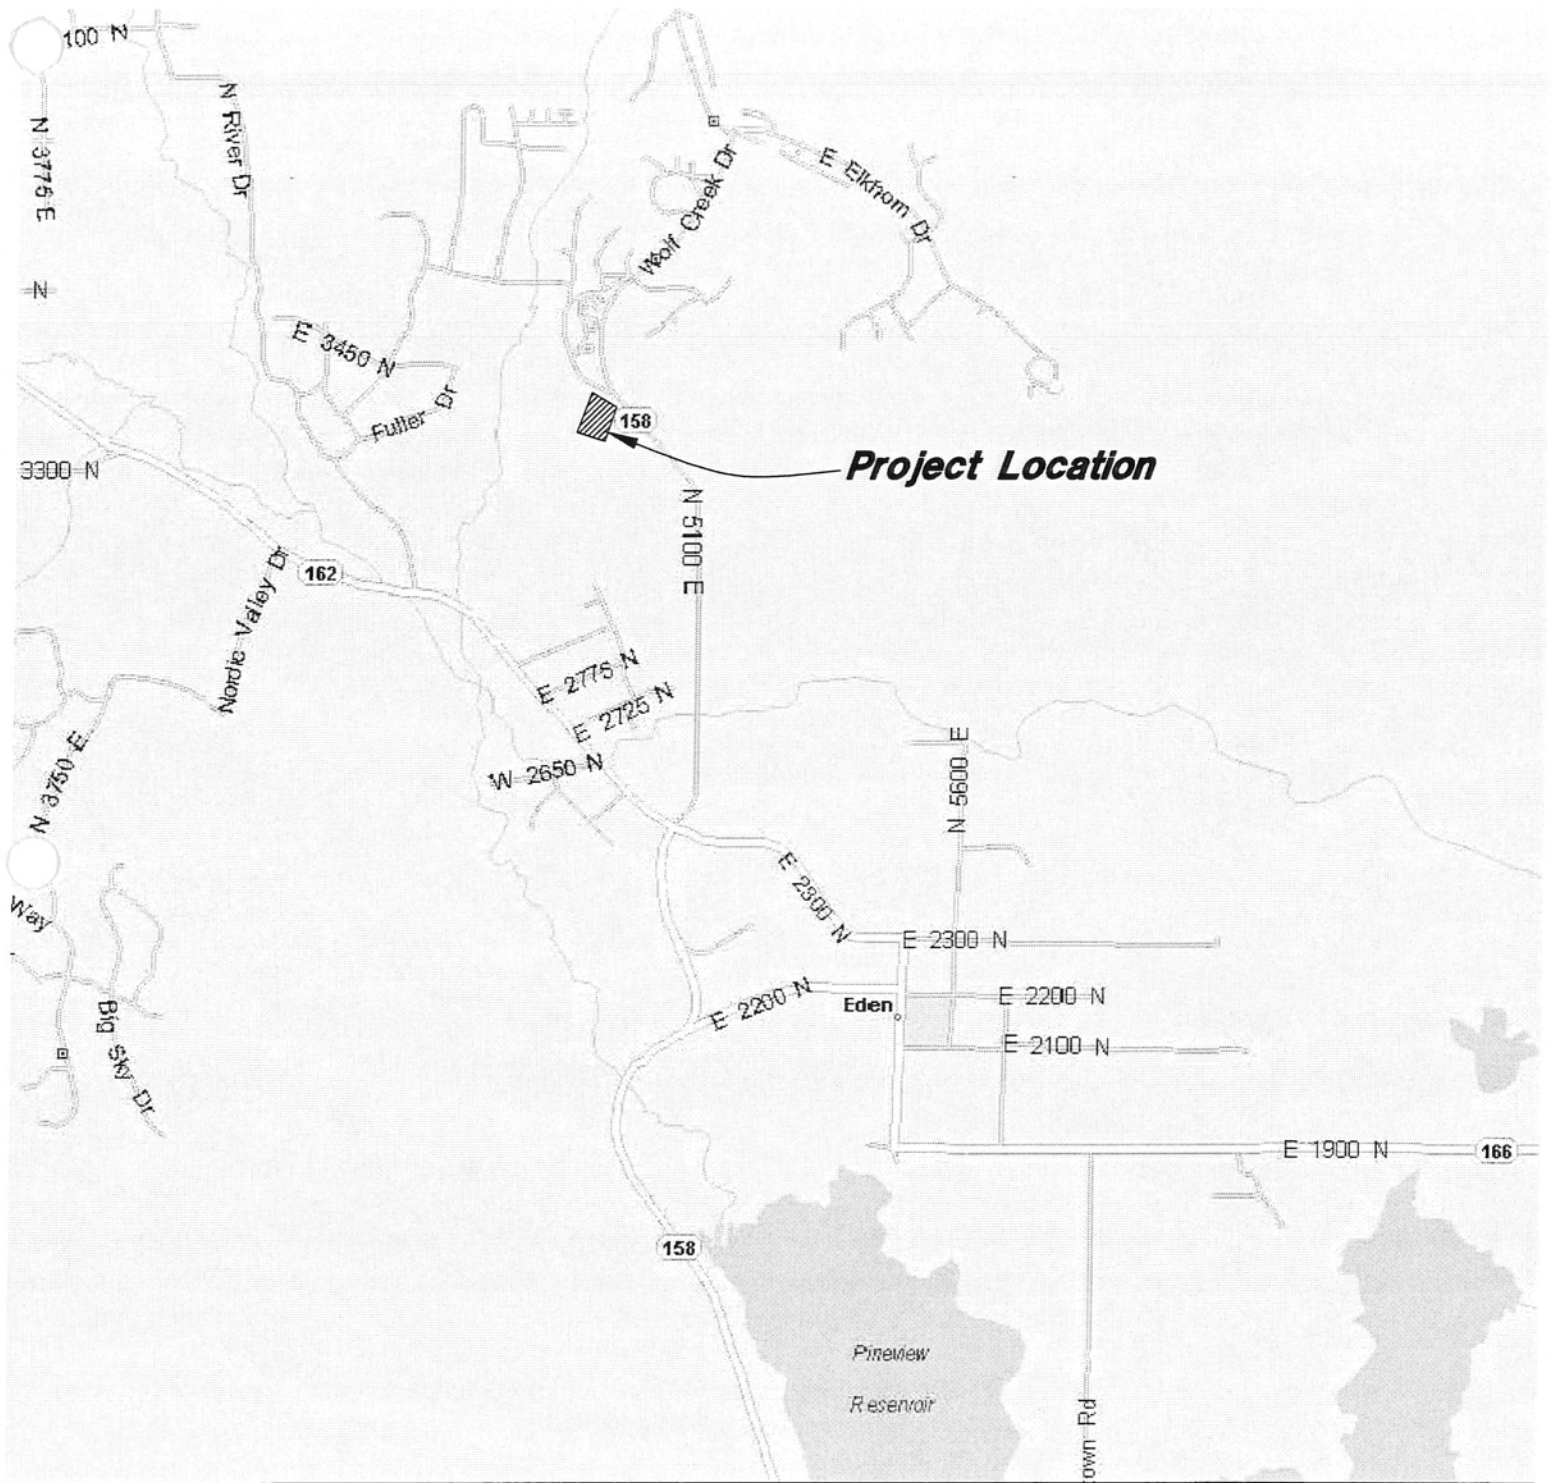 100 N
N River Dr
N 3775 E
Wolf Creek Dr
E Elkhorn Dr
N
E 3450 N
Fuller Dr
158
Project Location
3300 N
N 5100 E
Nordic Valley Dr
162
E 2775 N
E 2725 N
W 2650 N
N 3750 E
N 5600 E
E 2300 N
Way
E 2300 N
E 2200 N
E 2200 N
Eden
E 2100 N
Big Sky Dr
E 1900 N
166
158
Pineview
Reservoir
own Rd